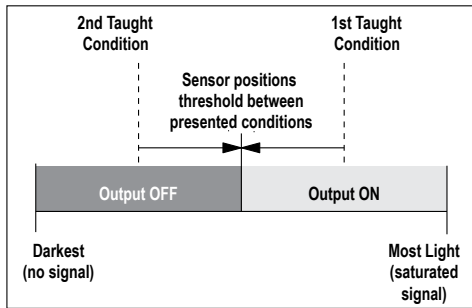 2nd Taught
Condition
1st Taught
Condition
Sensor positions
threshold between
presented conditions
Output OFF
Output ON
Darkest
(no signal)
Most Light
(saturated
signal)